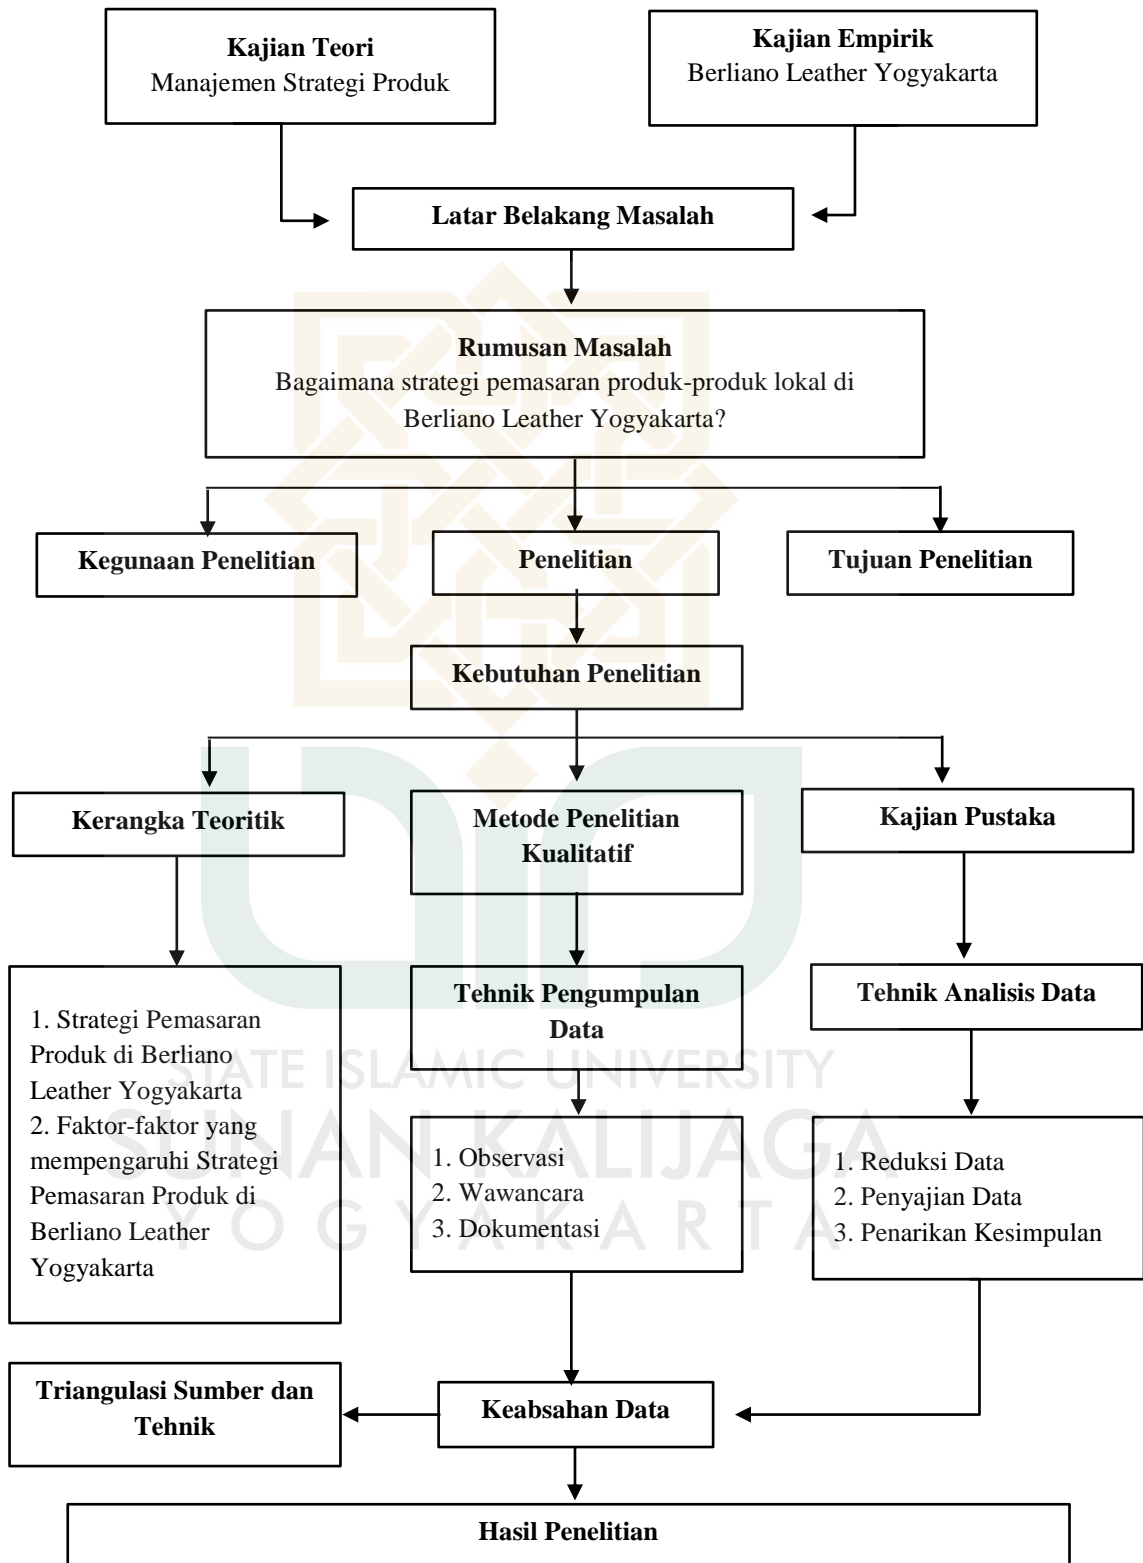 Kajian Teori
Manajemen Strategi Produk
Kajian Empirik
Berliano Leather Yogyakarta
Latar Belakang Masalah
Rumusan Masalah
Bagaimana strategi pemasaran produk-produk lokal di
Berliano Leather Yogyakarta?
Kegunaan Penelitian
Penelitian
Tujuan Penelitian
Kebutuhan Penelitian
Kerangka Teoritik
Metode Penelitian
Kualitatif
Kajian Pustaka
1. Strategi Pemasaran
Produk di Berliano
Leather Yogyakarta
2. Faktor-faktor yang
mempengaruhi Strategi
Pemasaran Produk di
Berliano Leather
Yogyakarta
Tehnik Pengumpulan
Data
Tehnik Analisis Data
1. Observasi
2. Wawancara
3. Dokumentasi
1. Reduksi Data
2. Penyajian Data
3. Penarikan Kesimpulan
Triangulasi Sumber dan
Tehnik
Keabsahan Data
Hasil Penelitian
STATE ISLAMIC UNIVERSITY
SUNAN KALIJAGA
YOGYAKARTA